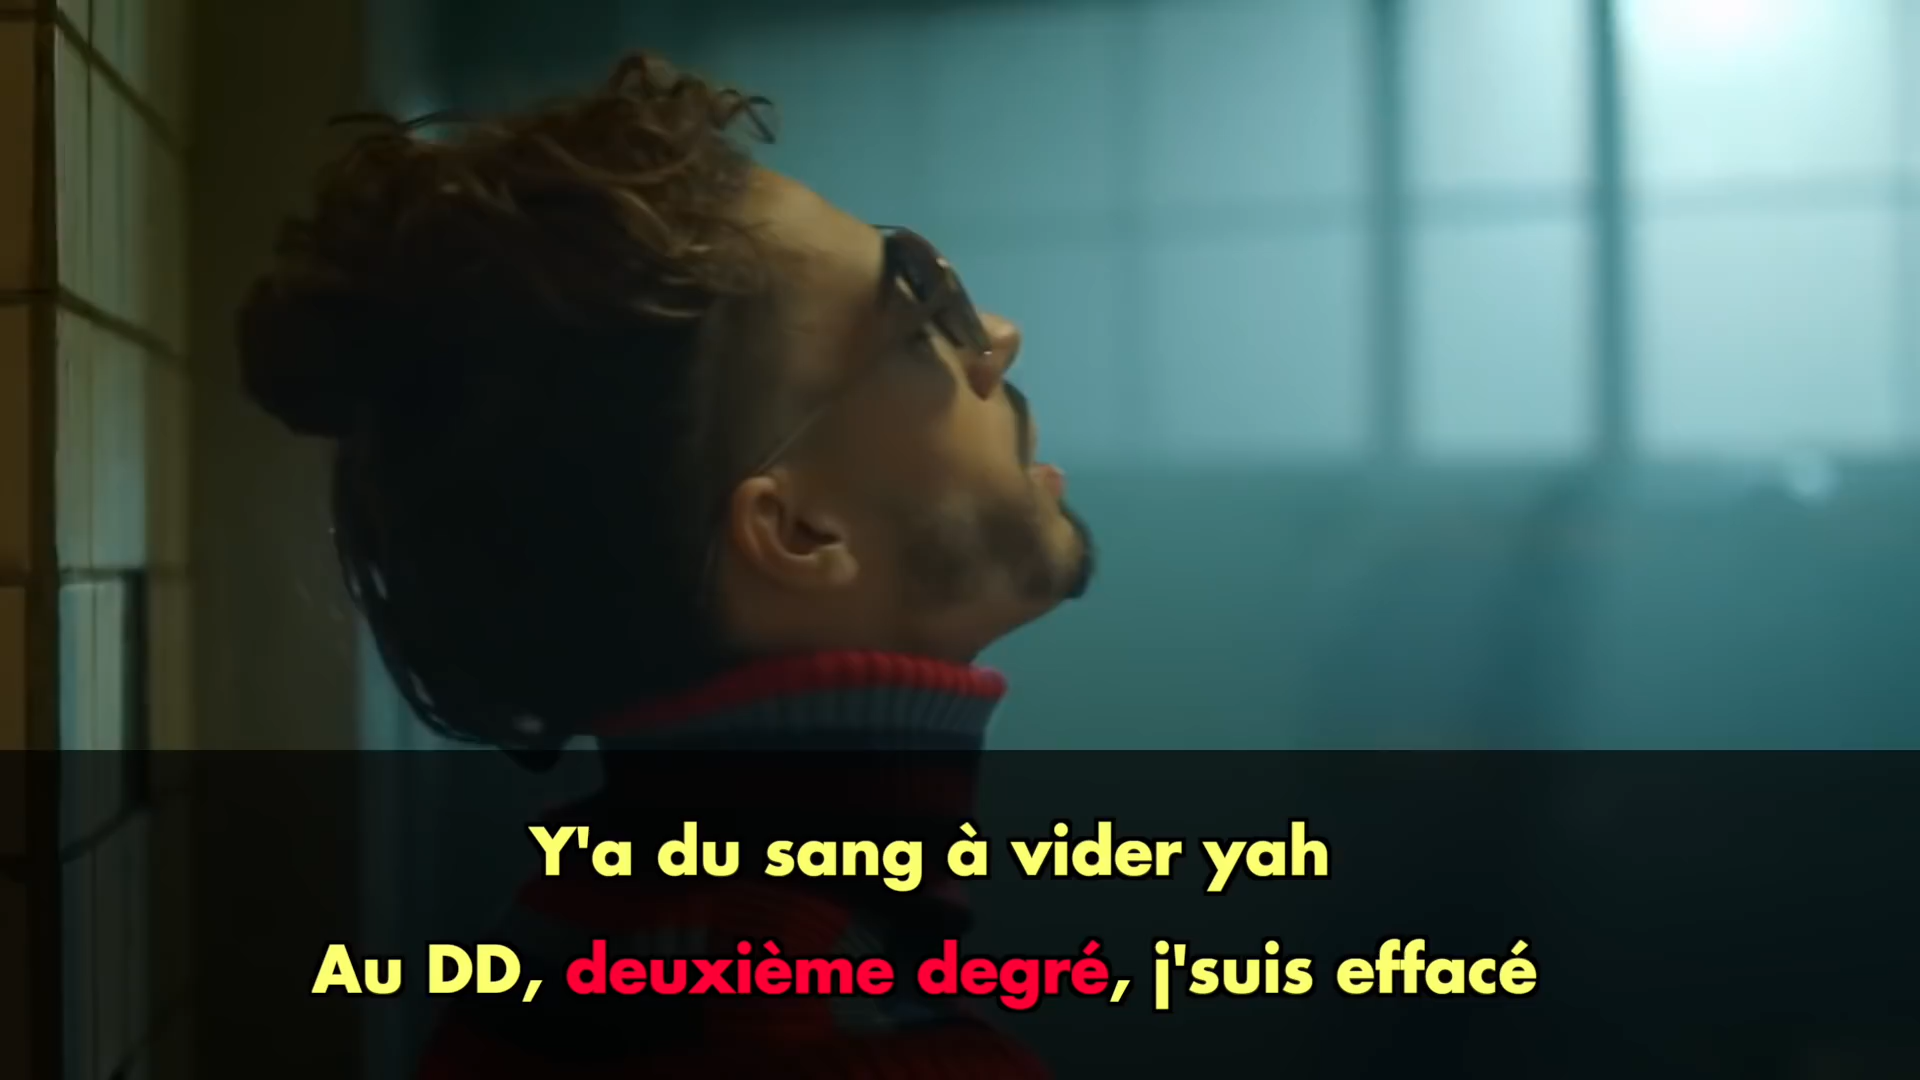 Y'a du sang à vider yah
Au DD, deuxième degré, j'suis effacé